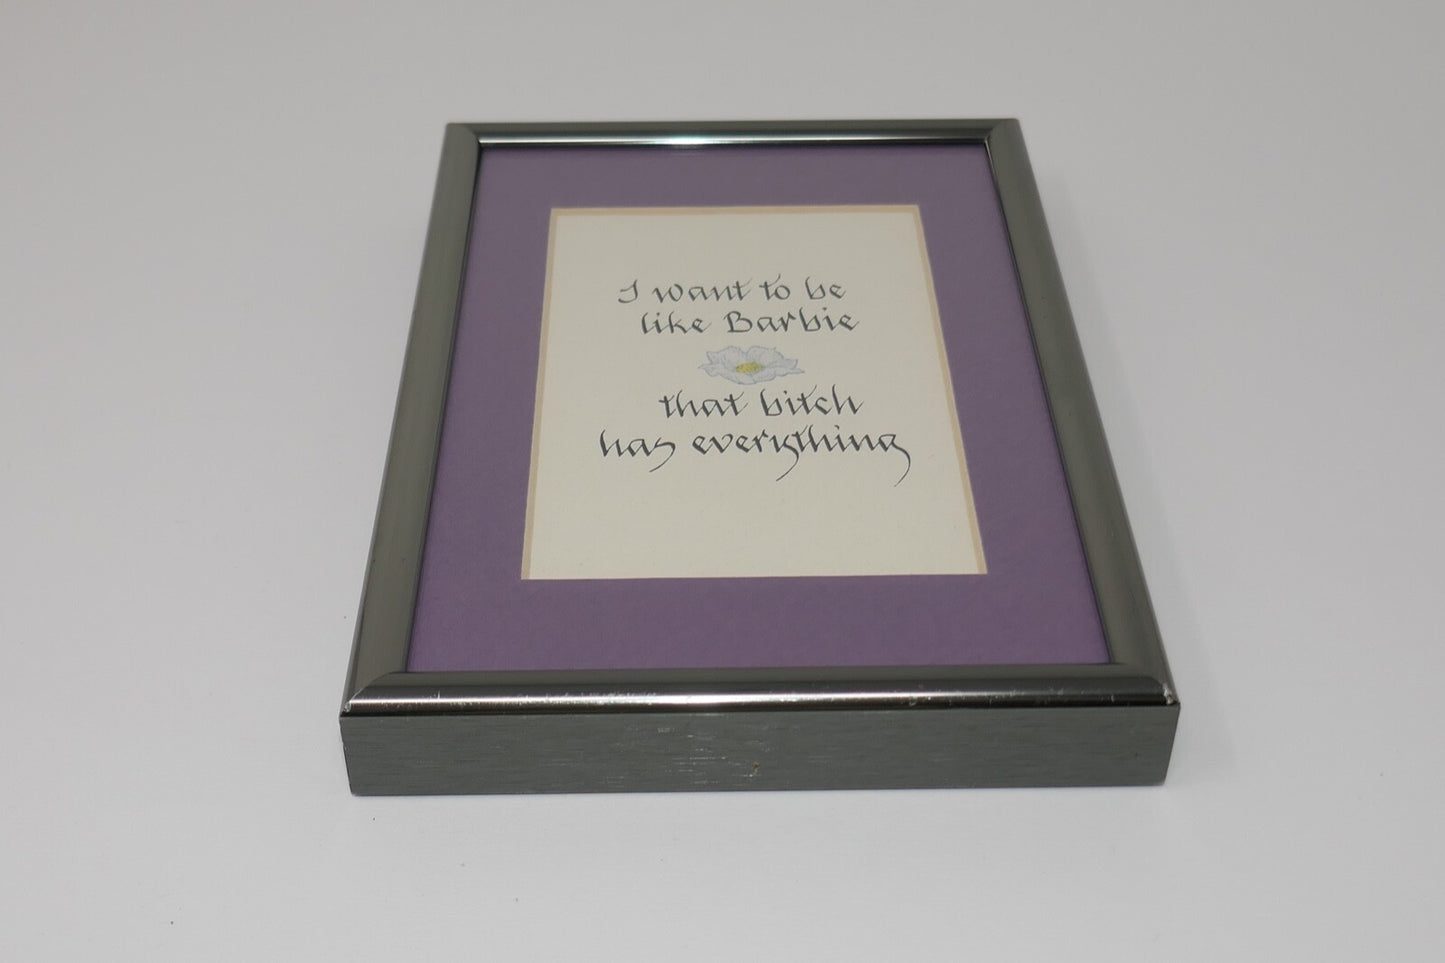 I want to be
like Barbie
that bitch
has everything